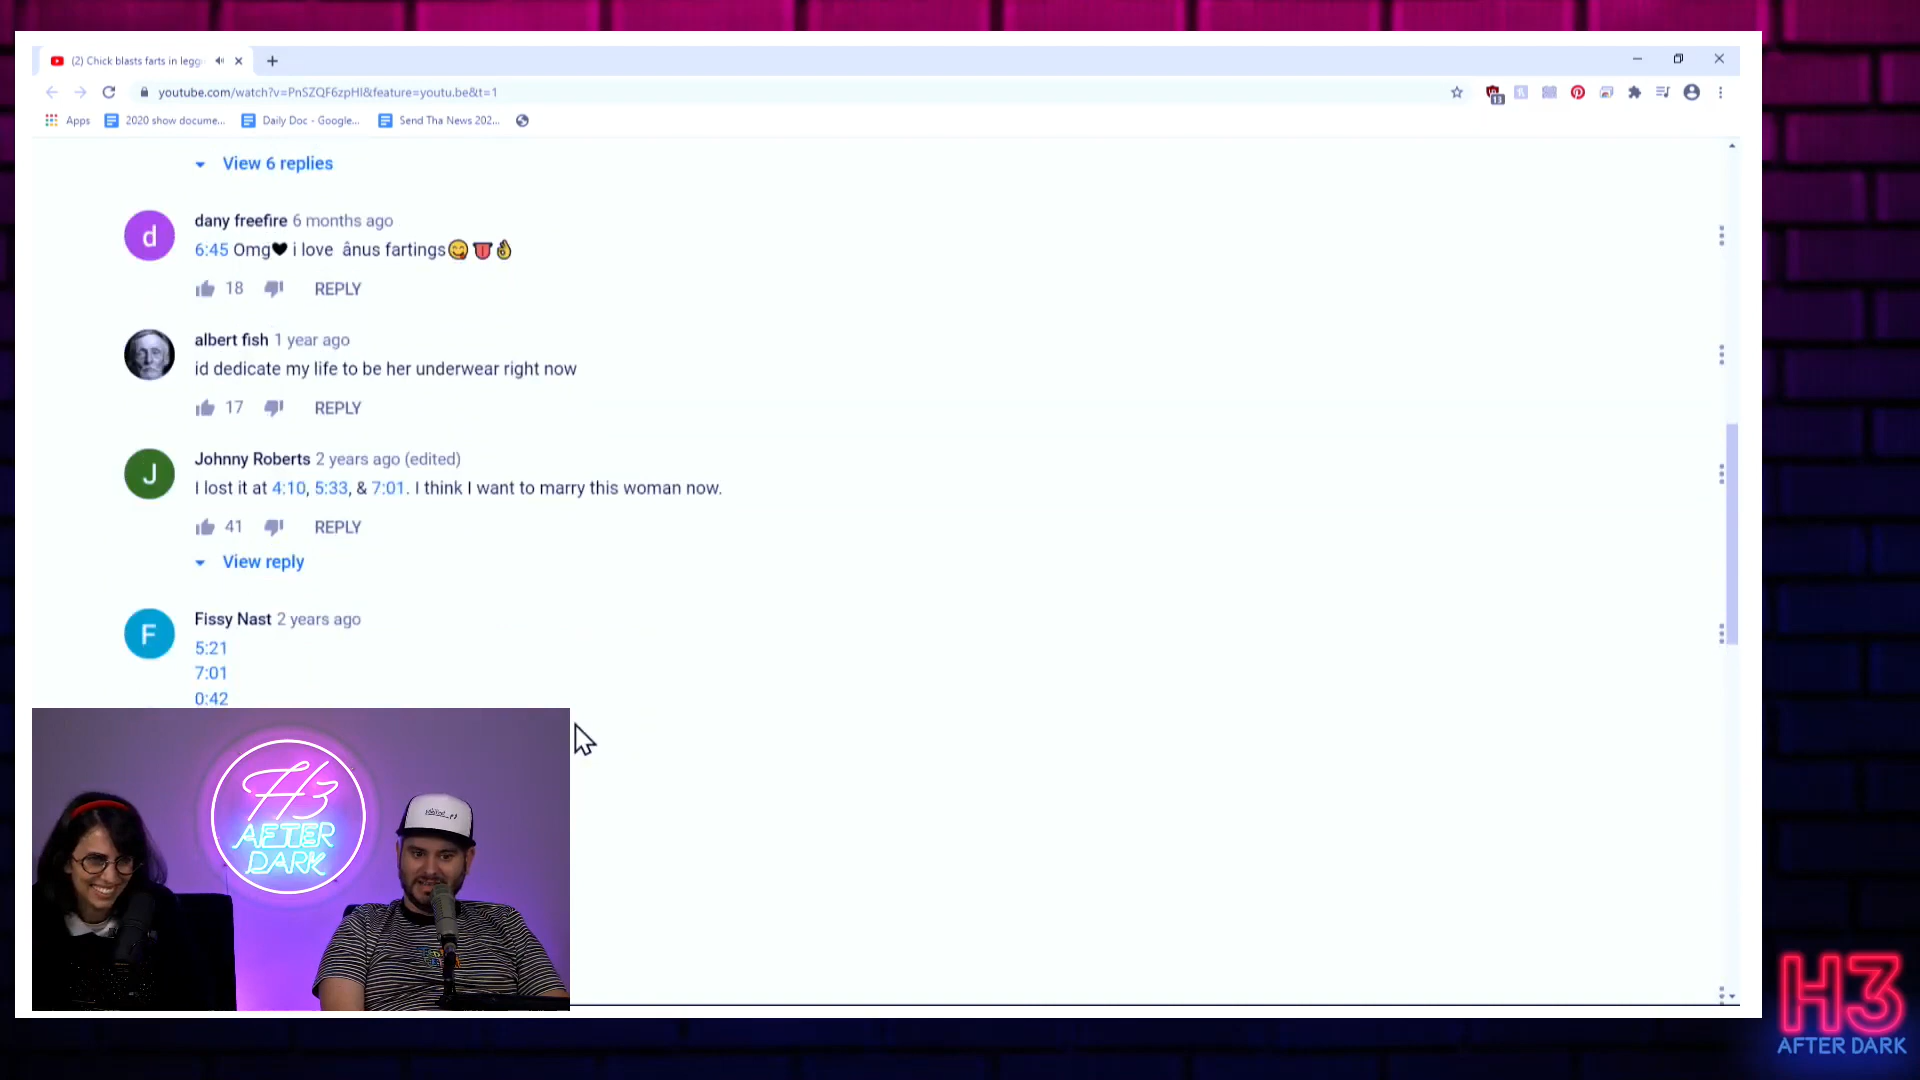 (2) Chick blasts farts in legg
youtube.com/watch?v=PnSZQF6zpHI&feature=youtu.be&t=1
13
Apps
2020 show docume...
Daily Doc - Google...
Send Tha News 202...
View 6 replies
d
dany freefire 6 months ago
6:45 Omg🖤 i love ânus fartings😋👅👌
18 REPLY
albert fish 1 year ago
id dedicate my life to be her underwear right now
17 REPLY
J
Johnny Roberts 2 years ago (edited)
I lost it at 4:10, 5:33, & 7:01. I think I want to marry this woman now.
41 REPLY
View reply
F
Fissy Nast 2 years ago
5:21
7:01
0:42
H3
AFTER
DARK
H3
AFTER DARK